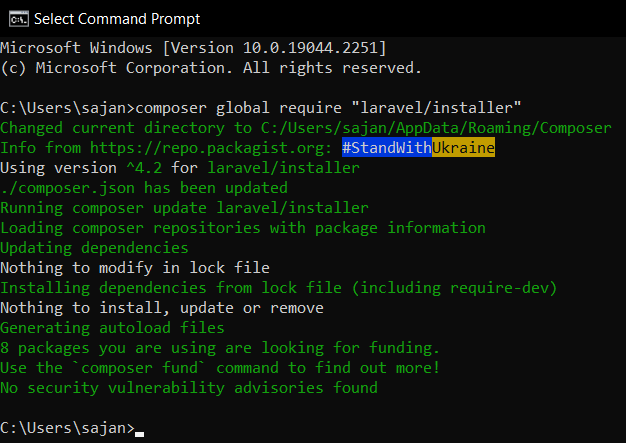 Select Command Prompt
Microsoft Windows [Version 10.0.19044.2251]
(c) Microsoft Corporation. All rights reserved.
C:\Users\sajan>composer global require "laravel/installer"
Changed current directory to C:/Users/sajan/AppData/Roaming/Composer
Info from https://repo.packagist.org: #StandWithUkraine
Using version ^4.2 for laravel/installer
./composer.json has been updated
Running composer update laravel/installer
Loading composer repositories with package information
Updating dependencies
Nothing to modify in lock file
Installing dependencies from lock file (including require-dev)
Nothing to install, update or remove
Generating autoload files
8 packages you are using are looking for funding.
Use the `composer fund` command to find out more!
No security vulnerability advisories found
C:\Users\sajan>